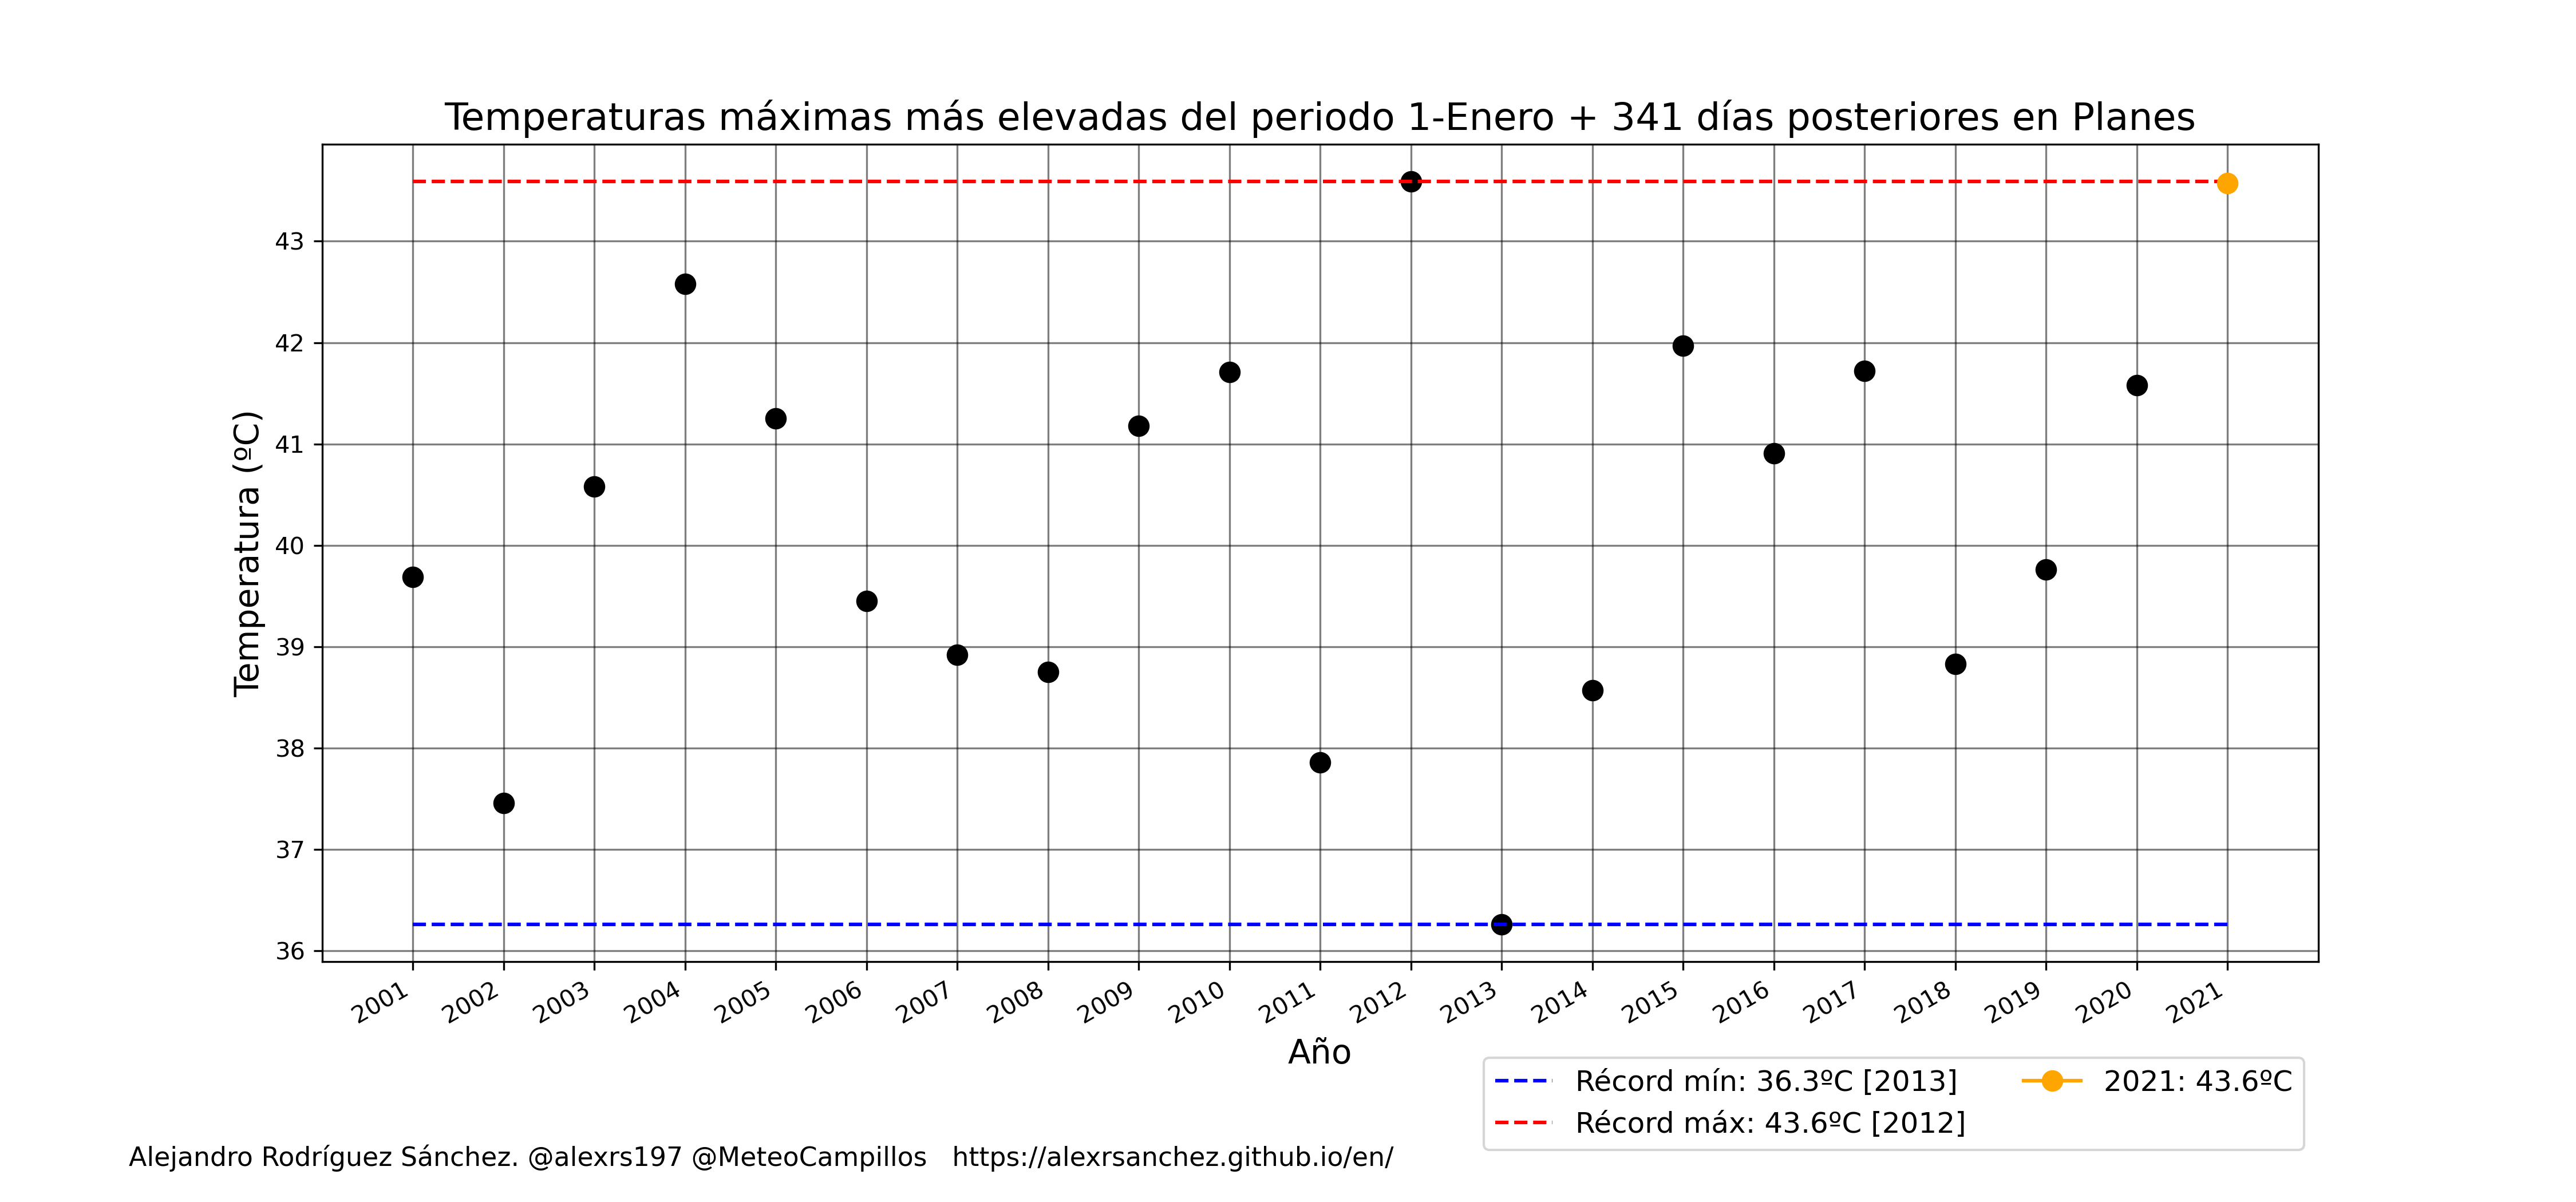 Temperaturas máximas más elevadas del periodo 1-Enero + 341 días posteriores en Planes
Temperatura (ºC)
43
42
41
40
39
38
37
36
2001 2002 2003 2004 2005 2006 2007 2008 2009 2010 2011 2012 2013 2014 2015 2016 2017 2018 2019 2020 2021
Año
Récord mín: 36.3ºC [2013]
Récord máx: 43.6ºC [2012]
2021: 43.6ºC
Alejandro Rodríguez Sánchez. @alexrs197 @MeteoCampillos https://alexrsanchez.github.io/en/